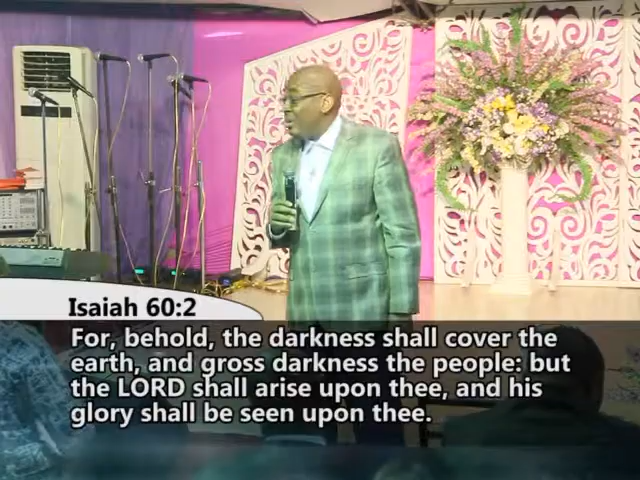 Isaiah 60:2
For, behold, the darkness shall cover the
earth, and gross darkness the people: but
the LORD shall arise upon thee, and his
glory shall be seen upon thee.